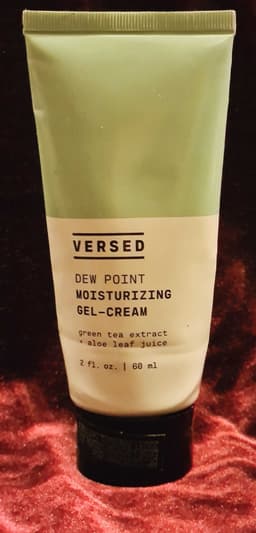 VERSED
DEW POINT
MOISTURIZING
GEL-CREAM
green tea extract
+ aloe leaf juice
2 fl. oz. | 60 ml